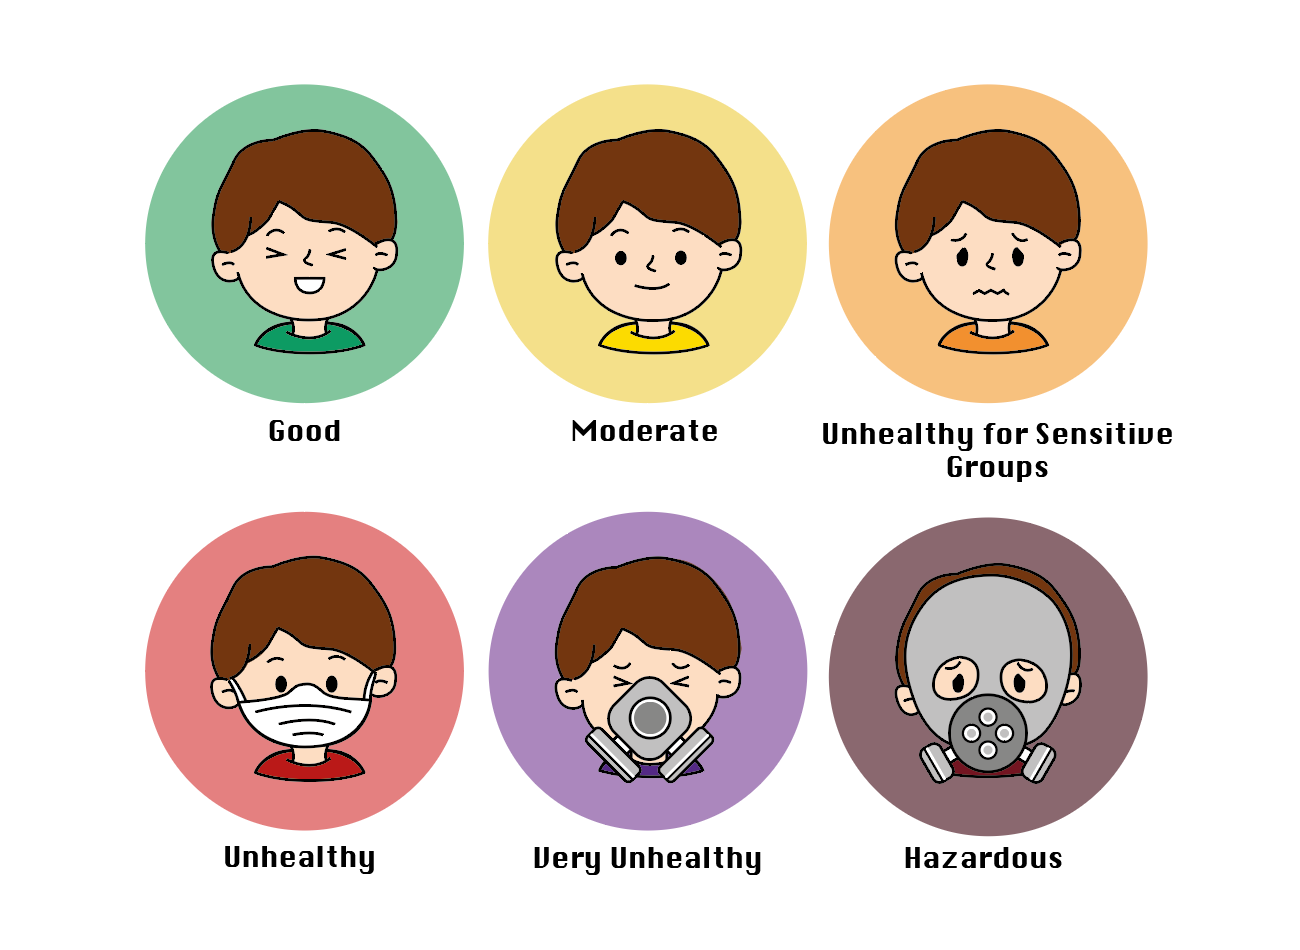 Good
Moderate
Unhealthy for Sensitive
Groups
Unhealthy
Very Unhealthy
Hazardous